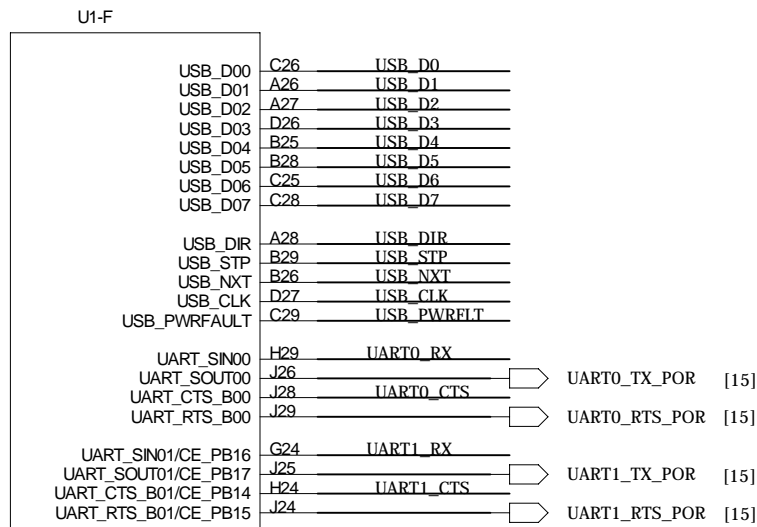 U1-F
USB_D00 C26 USB_D0
USB_D01 A26 USB_D1
USB_D02 A27 USB_D2
USB_D03 D26 USB_D3
USB_D04 B25 USB_D4
USB_D05 B28 USB_D5
USB_D06 C25 USB_D6
USB_D07 C28 USB_D7
USB_DIR A28 USB_DIR
USB_STP B29 USB_STP
USB_NXT B26 USB_NXT
USB_CLK D27 USB_CLK
USB_PWRFAULT C29 USB_PWRFLT
UART_SIN00 H29 UART0_RX
UART_SOUT00 J26 UART0_TX_POR [15]
UART_CTS_B00 J28 UART0_CTS
UART_RTS_B00 J29 UART0_RTS_POR [15]
UART_SIN01/CE_PB16 G24 UART1_RX
UART_SOUT01/CE_PB17 J25 UART1_TX_POR [15]
UART_CTS_B01/CE_PB14 H24 UART1_CTS
UART_RTS_B01/CE_PB15 J24 UART1_RTS_POR [15]